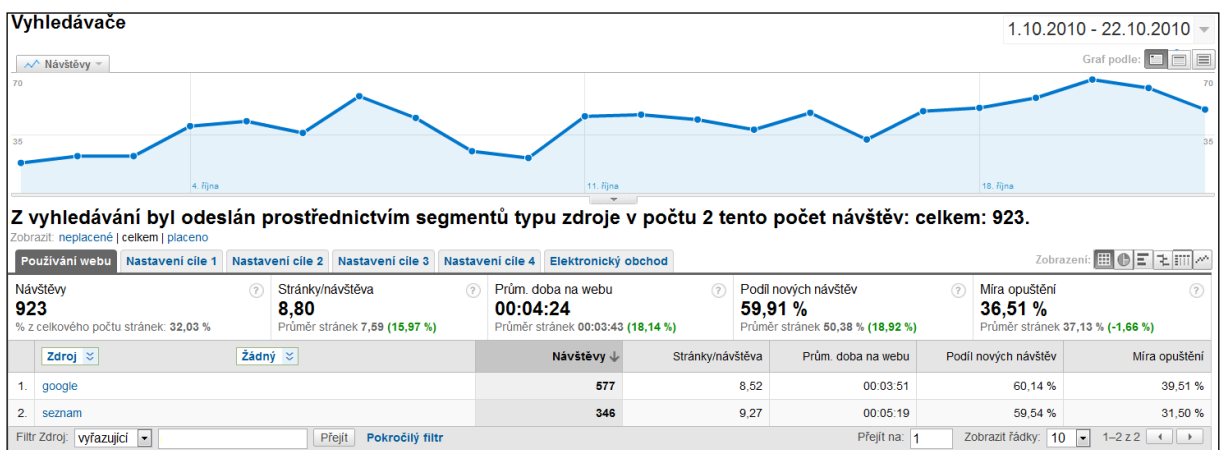 Vyhledávače
1.10.2010 - 22.10.2010
Návštěvy
Graf podle:
70 70
35 35
4. října 11. října 18. října
Z vyhledávání byl odeslán prostřednictvím segmentů typu zdroje v počtu 2 tento počet návštěv: celkem: 923.
Zobrazit: neplacené | celkem | placeno
Používání webu Nastavení cíle 1 Nastavení cíle 2 Nastavení cíle 3 Nastavení cíle 4 Elektronický obchod Zobrazení:
Návštěvy ? Stránky/návštěva ? Prům. doba na webu ? Podíl nových návštěv ? Míra opuštění ?
923 8,80 00:04:24 59,91 % 36,51 %
% z celkového počtu stránek: 32,03 % Průměr stránek 7,59 (15,97 %) Průměr stránek 00:03:43 (18,14 %) Průměr stránek 50,38 % (18,92 %) Průměr stránek 37,13 % (-1,66 %)
Zdroj Žádný Návštěvy Stránky/návštěva Prům. doba na webu Podíl nových návštěv Míra opuštění
1. google 577 8,52 00:03:51 60,14 % 39,51 %
2. seznam 346 9,27 00:05:19 59,54 % 31,50 %
Filtr Zdroj: vyřazující Přejít Pokročilý filtr Přejít na: 1 Zobrazit řádky: 10 1–2 z 2